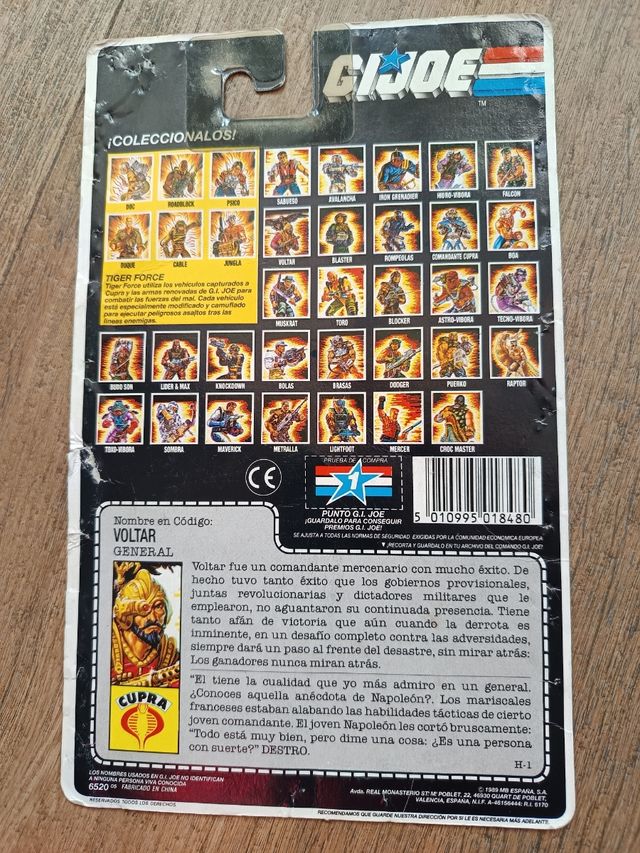 G.I.JOE
TM
¡COLECCIONALOS!
DOC ROADBLOCK PSICO SABUESO AVALANCHA IRON GRENADIER HIDRO-VIBORA FALCON
DUQUE CABLE JUNGLA VOLTAR BLASTER ROMPEOLAS COMANDANTE CUPRA BOA
TIGER FORCE
Tiger Force utiliza los vehículos capturados a
Cupra y las armas renovadas de G.I. JOE para
combatir las fuerzas del mal. Cada vehículo
está especialmente modificado y camuflado
para ejecutar peligrosos asaltos tras las
líneas enemigas.
MUSKRAT TORO BLOCKER ASTRO-VIBORA TECNO-VIBORA
BUDO SON LIDER & MAX KNOCKDOWN BOLAS BRASAS DODGER PUERKO RAPTOR
TOXO-VIBORA SOMBRA MAVERICK METRALLA LIGHTFOOT MERCER CROC MASTER
CE
PRUEBA DE COMPRA
1
PUNTO G.I. JOE
¡GUARDALO PARA CONSEGUIR
PREMIOS G.I. JOE!
5 010995 018480
SE AJUSTA A TODAS LAS NORMAS DE SEGURIDAD EXIGIDAS POR LA COMUNIDAD ECONOMICA EUROPEA
▼ ¡RECORTA Y GUARDALO EN TU ARCHIVO DEL COMANDO G.I. JOE!
Nombre en Código:
VOLTAR
GENERAL
CUPRA
Voltar fue un comandante mercenario con mucho éxito. De
hecho tuvo tanto éxito que los gobiernos provisionales,
juntas revolucionarias y dictadores militares que le
emplearon, no aguantaron su continuada presencia. Tiene
tanto afán de victoria que aún cuando la derrota es
inminente, en un desafío completo contra las adversidades,
siempre dará un paso al frente del desastre, sin mirar atrás:
Los ganadores nunca miran atrás.
"El tiene la cualidad que yo más admiro en un general.
¿Conoces aquella anécdota de Napoleón?. Los mariscales
franceses estaban alabando las habilidades tácticas de cierto
joven comandante. El joven Napoleón les cortó bruscamente:
"Todo está muy bien, pero dime una cosa: ¿Es una persona
con suerte?" DESTRO.
H-1
LOS NOMBRES USADOS EN G.I. JOE NO IDENTIFICAN
A NINGUNA PERSONA VIVA CONOCIDA
6520 05 FABRICADO EN CHINA
RESERVADOS TODOS LOS DERECHOS
© 1989 MB ESPAÑA, S.A.
Avda. REAL MONASTERIO STª Mª POBLET, 22, 46930 QUART DE POBLET,
VALENCIA, ESPAÑA, N.I.F. A-46156444: R.I. 6170
RECOMENDAMOS QUE GUARDE NUESTRA DIRECCIÓN POR SI LE ES NECESARIA MÁS ADELANTE.